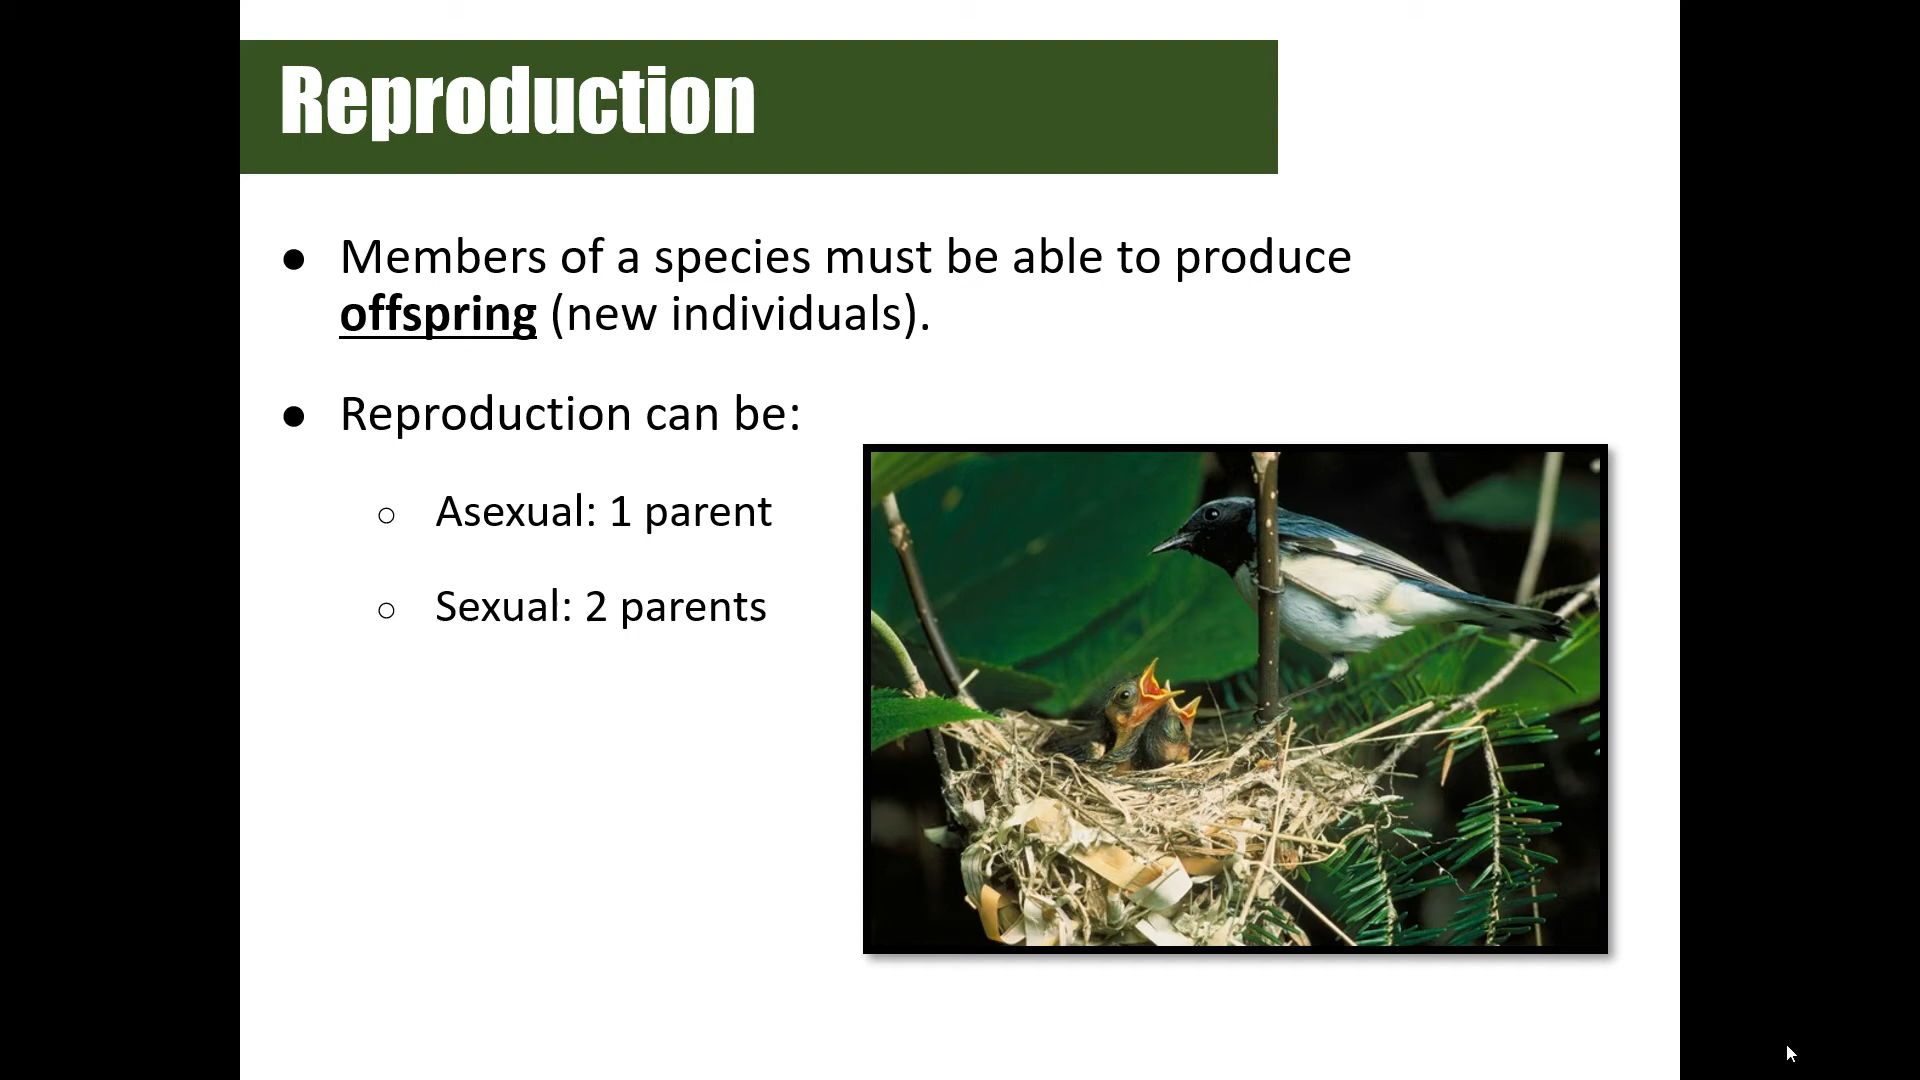 Reproduction
● Members of a species must be able to produce
offspring (new individuals).
● Reproduction can be:
○ Asexual: 1 parent
○ Sexual: 2 parents